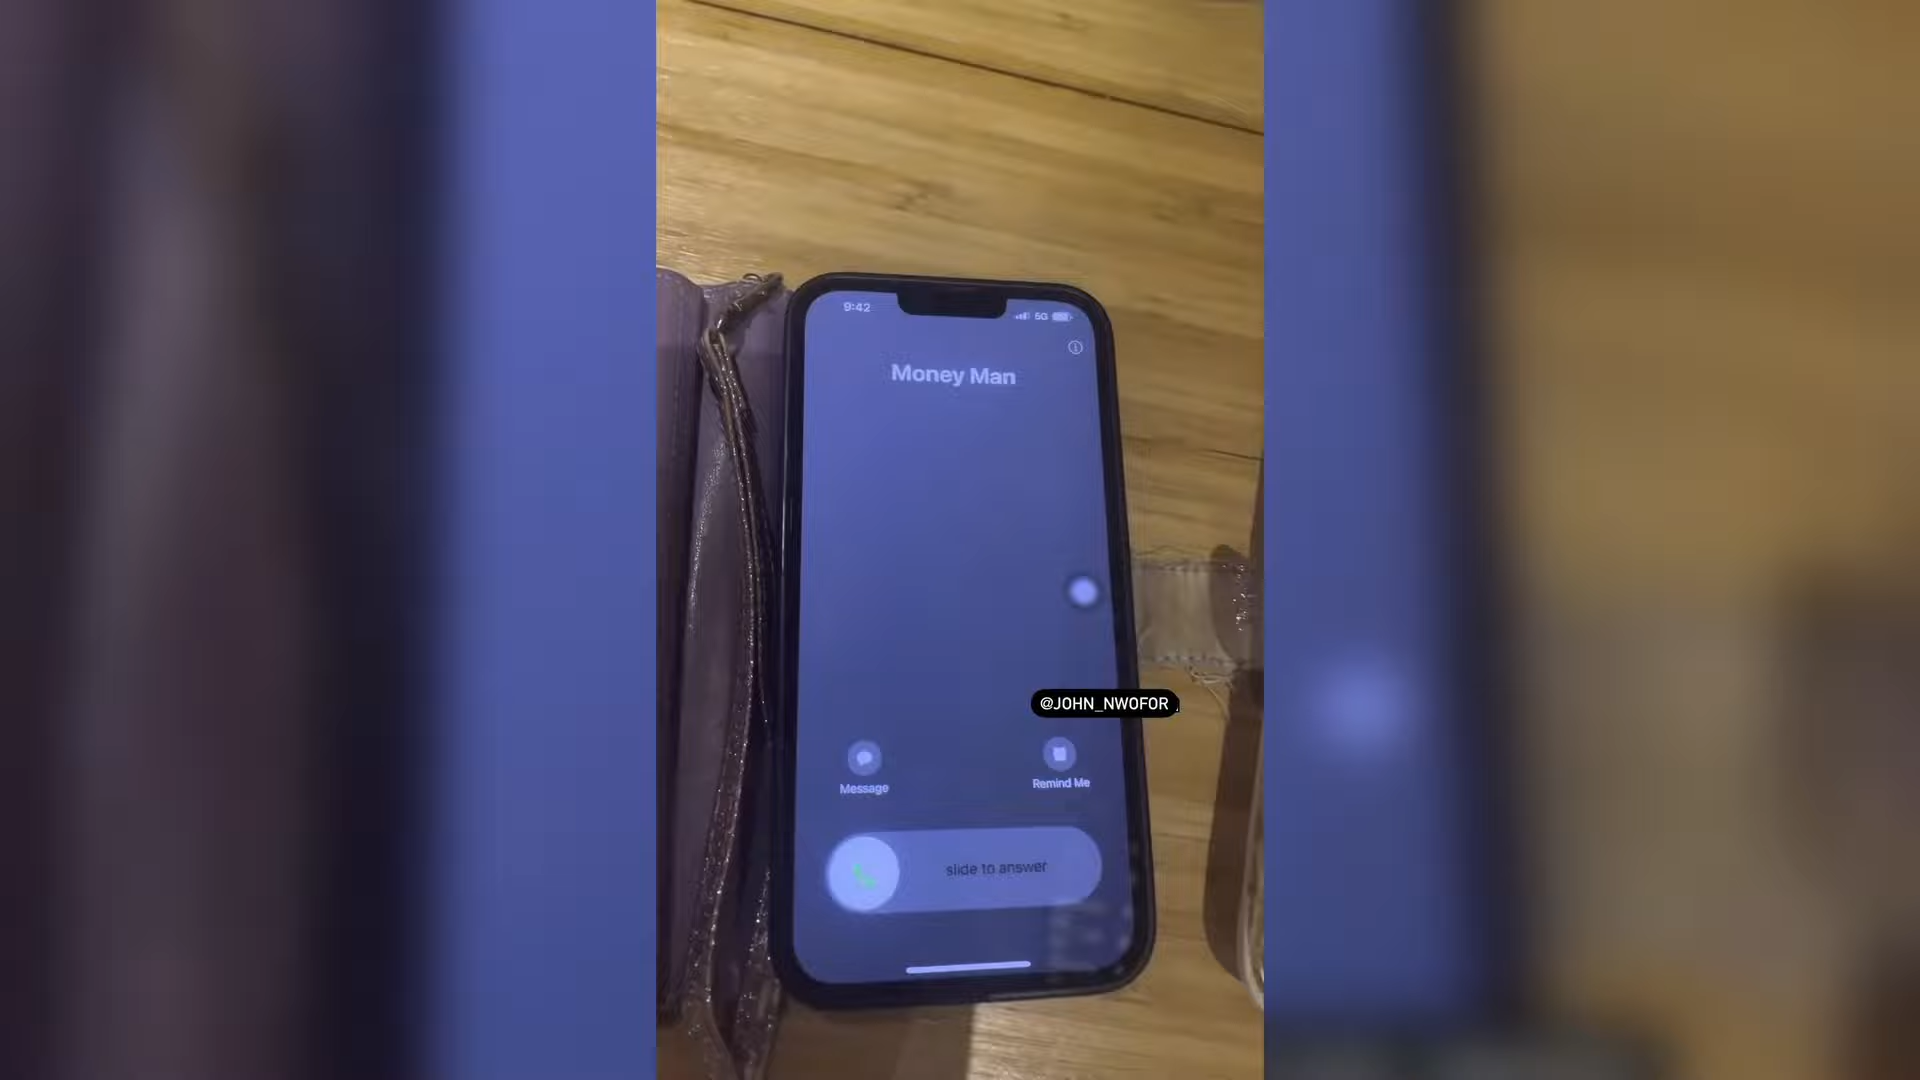 9:42
5G
Money Man
@JOHN_NWOFOR
Message
Remind Me
slide to answer